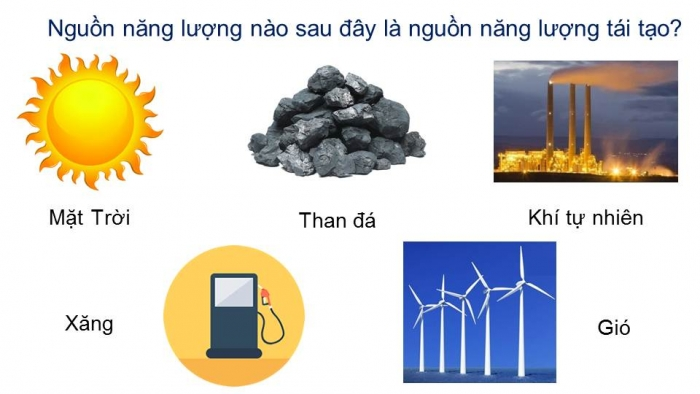 Nguồn năng lượng nào sau đây là nguồn năng lượng tái tạo?
Mặt Trời
Than đá
Khí tự nhiên
Xăng
Gió